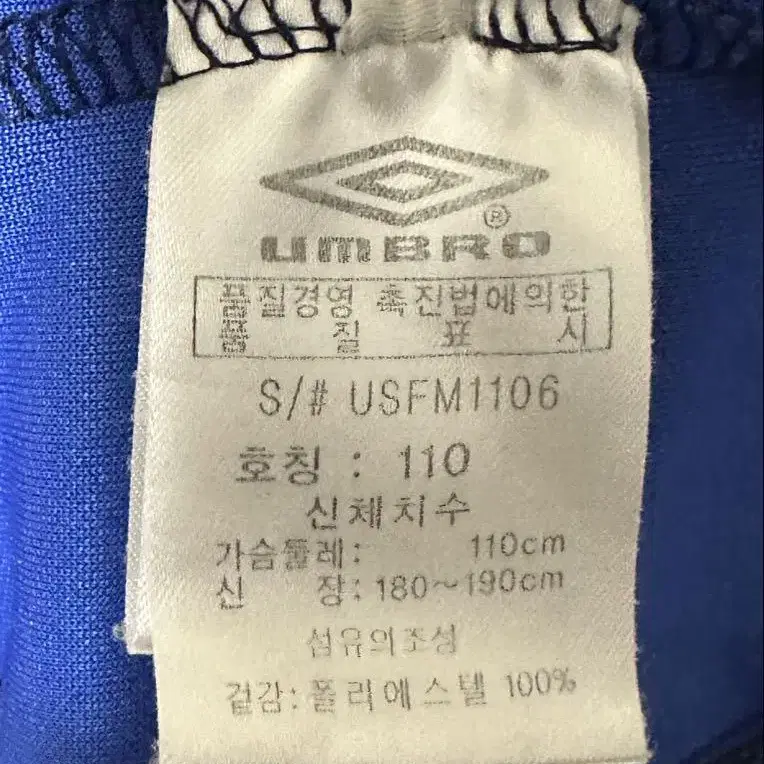 UMBRO®
품질경영 촉진법에의한
품질표시
S/# USFM1106
호칭 : 110
신체치수
가슴둘레: 110cm
신장: 180~190cm
섬유의조성
겉감: 폴리에스텔 100%